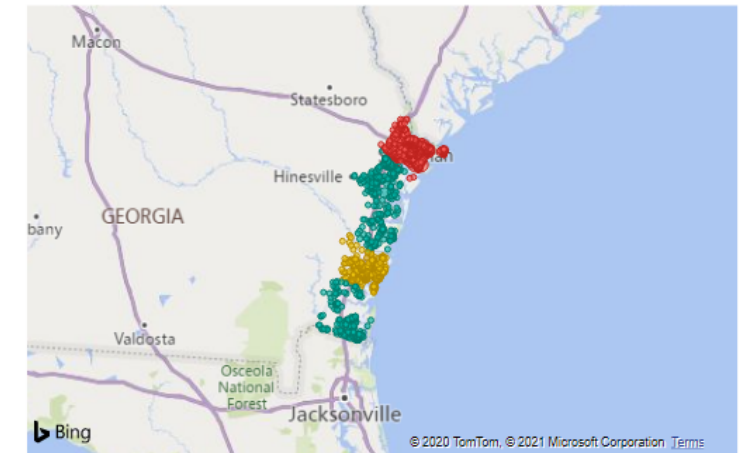 Macon
Statesboro
Hinesville
GEORGIA
bany
Valdosta
Osceola
National
Forest
Jacksonville
Bing
© 2020 TomTom, © 2021 Microsoft Corporation Terms